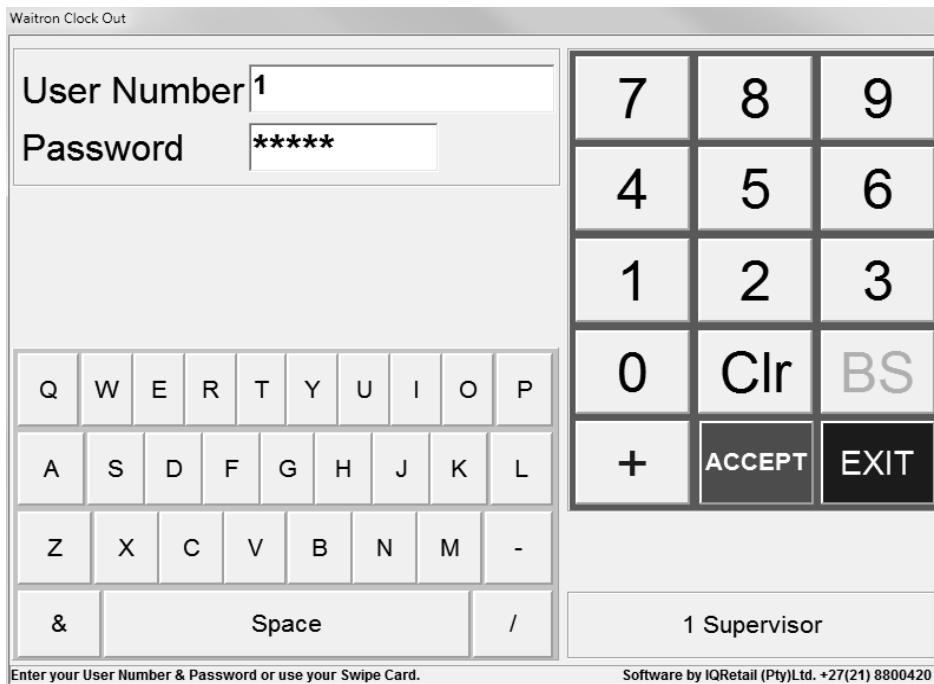 Waitron Clock Out
User Number 1
Password *****
7 8 9
4 5 6
1 2 3
0 Clr BS
+ ACCEPT EXIT
Q W E R T Y U I O P
A S D F G H J K L
Z X C V B N M -
& Space /
1 Supervisor
Enter your User Number & Password or use your Swipe Card.
Software by IQRetail (Pty)Ltd. +27(21) 8800420